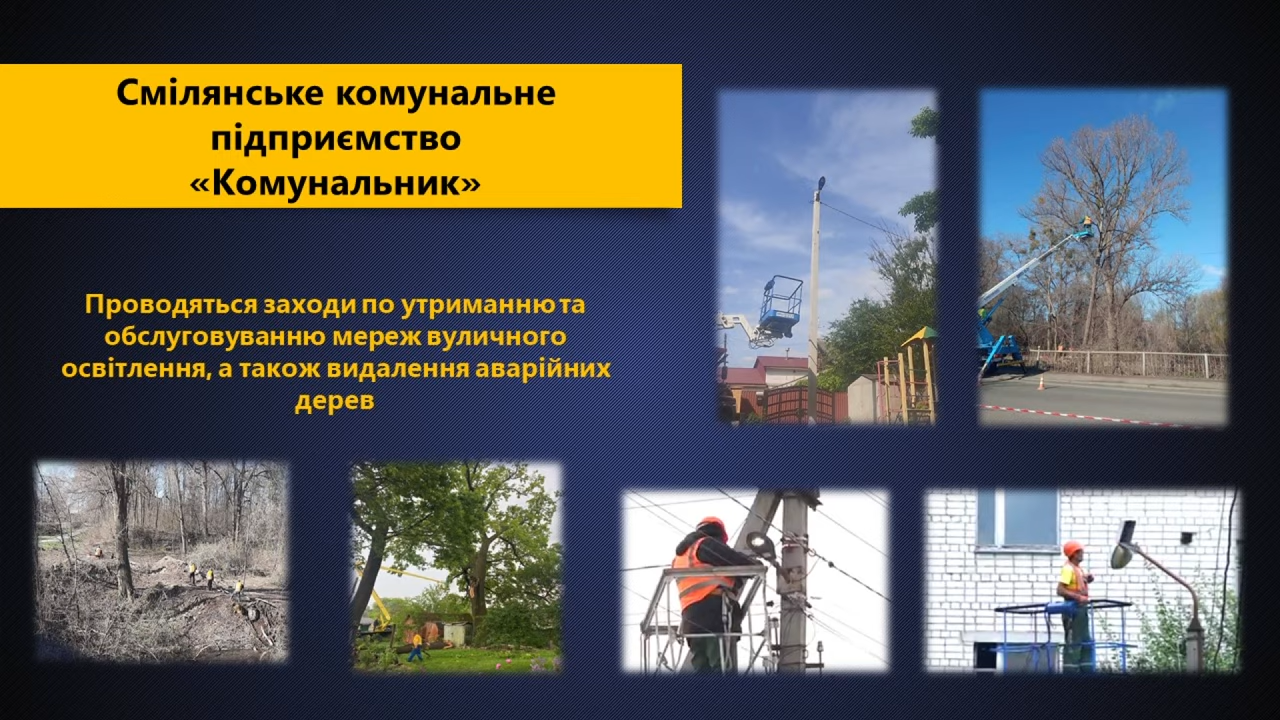 Смілянське комунальне
підприємство
«Комунальник»
Проводяться заходи по утриманню та
обслуговуванню мереж вуличного
освітлення, а також видалення аварійних
дерев